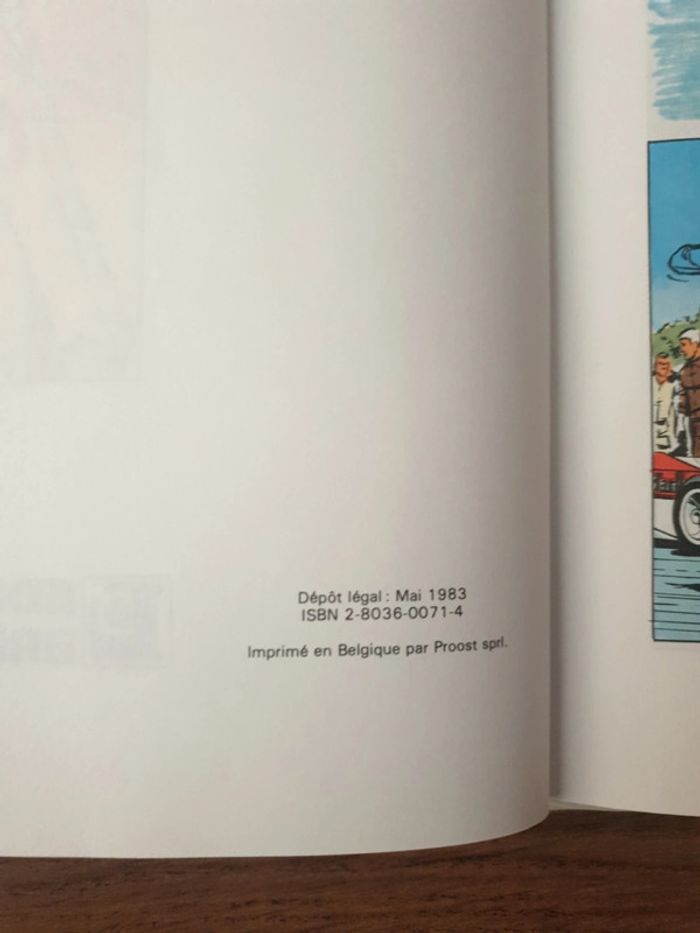 Dépôt légal : Mai 1983
ISBN 2-8036-0071-4
Imprimé en Belgique par Proost sprl.